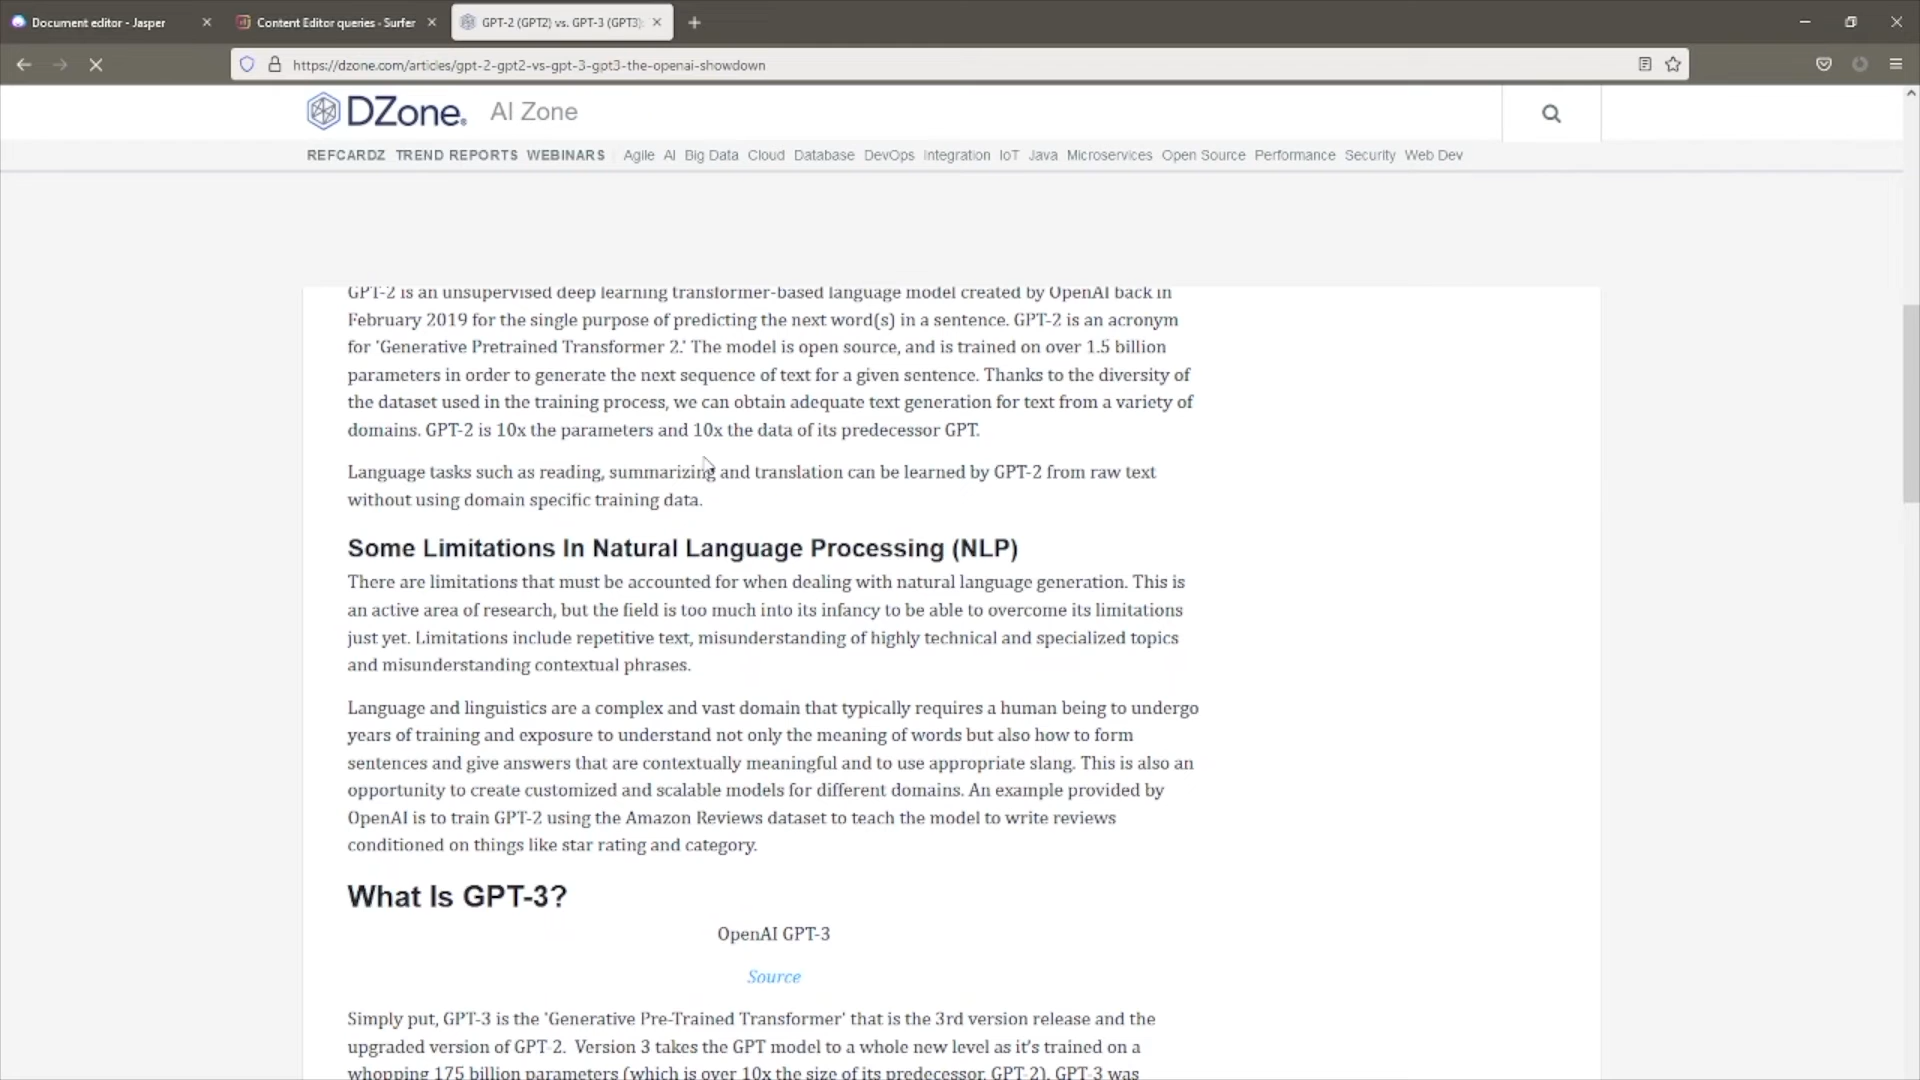 Document editor - Jasper
Content Editor queries - Surfer
GPT-2 (GPT2) vs. GPT-3 (GPT3):
https://dzone.com/articles/gpt-2-gpt2-vs-gpt-3-gpt3-the-openai-showdown
DZone. AI Zone
REFCARDZ TREND REPORTS WEBINARS Agile AI Big Data Cloud Database DevOps Integration IoT Java Microservices Open Source Performance Security Web Dev
GPT-2 is an unsupervised deep learning transformer-based language model created by OpenAI back in
February 2019 for the single purpose of predicting the next word(s) in a sentence. GPT-2 is an acronym
for 'Generative Pretrained Transformer 2.' The model is open source, and is trained on over 1.5 billion
parameters in order to generate the next sequence of text for a given sentence. Thanks to the diversity of
the dataset used in the training process, we can obtain adequate text generation for text from a variety of
domains. GPT-2 is 10x the parameters and 10x the data of its predecessor GPT.
Language tasks such as reading, summarizing and translation can be learned by GPT-2 from raw text
without using domain specific training data.
Some Limitations In Natural Language Processing (NLP)
There are limitations that must be accounted for when dealing with natural language generation. This is
an active area of research, but the field is too much into its infancy to be able to overcome its limitations
just yet. Limitations include repetitive text, misunderstanding of highly technical and specialized topics
and misunderstanding contextual phrases.
Language and linguistics are a complex and vast domain that typically requires a human being to undergo
years of training and exposure to understand not only the meaning of words but also how to form
sentences and give answers that are contextually meaningful and to use appropriate slang. This is also an
opportunity to create customized and scalable models for different domains. An example provided by
OpenAI is to train GPT-2 using the Amazon Reviews dataset to teach the model to write reviews
conditioned on things like star rating and category.
What Is GPT-3?
OpenAI GPT-3
Source
Simply put, GPT-3 is the 'Generative Pre-Trained Transformer' that is the 3rd version release and the
upgraded version of GPT-2. Version 3 takes the GPT model to a whole new level as it's trained on a
whopping 175 billion parameters (which is over 10x the size of its predecessor, GPT-2). GPT-3 was